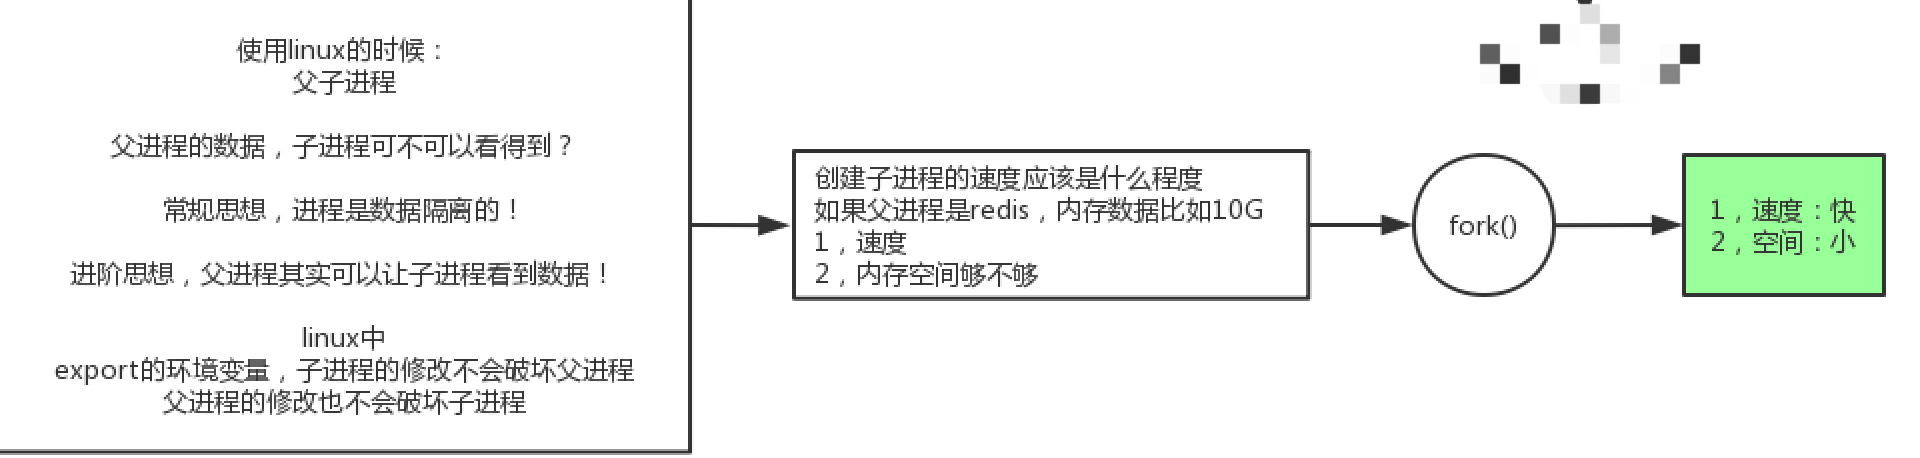 使用linux的时候：
父子进程
父进程的数据，子进程可不可以看得到？
常规思想，进程是数据隔离的！
进阶思想，父进程其实可以让子进程看到数据！
linux中
export的环境变量，子进程的修改不会破坏父进程
父进程的修改也不会破坏子进程
创建子进程的速度应该是什么程度
如果父进程是redis，内存数据比如10G
1，速度
2，内存空间够不够
fork()
1，速度：快
2，空间：小